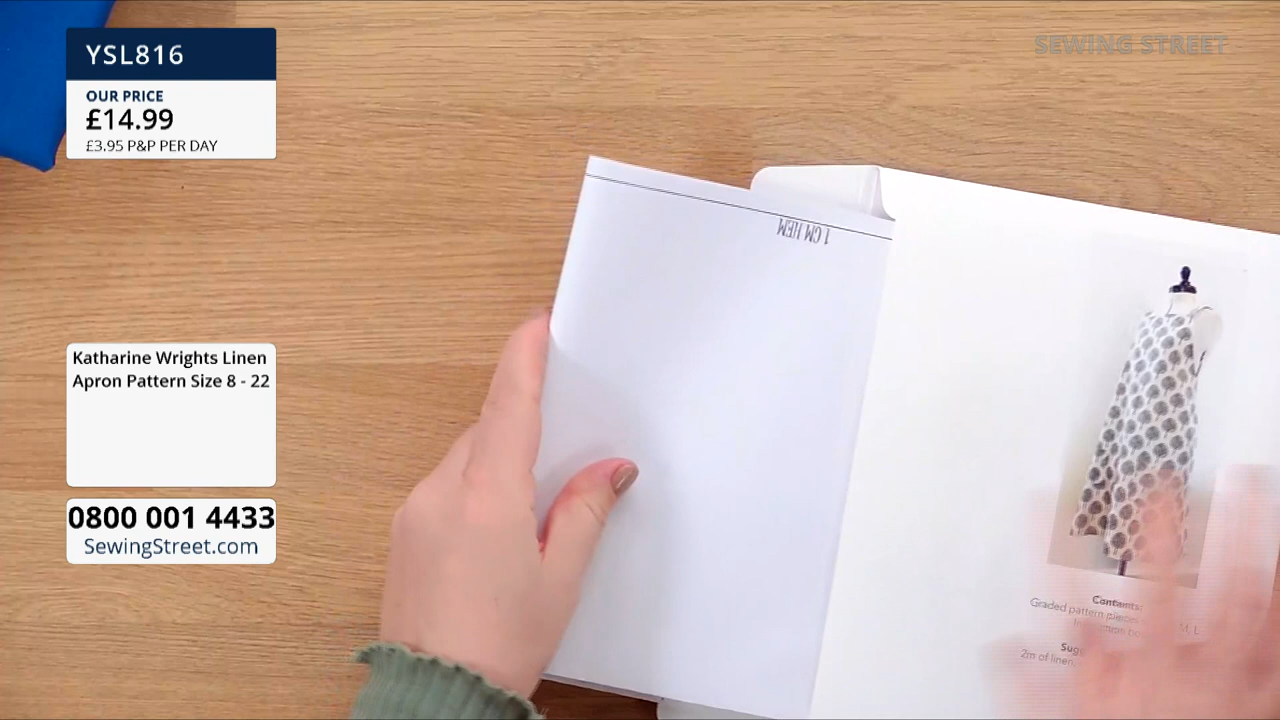 YSL816
OUR PRICE
£14.99
£3.95 P&P PER DAY
SEWING STREET
1 CM HEM
Katharine Wrights Linen
Apron Pattern Size 8 - 22
0800 001 4433
SewingStreet.com
Contents:
Graded pattern pieces M, L
2m of linen